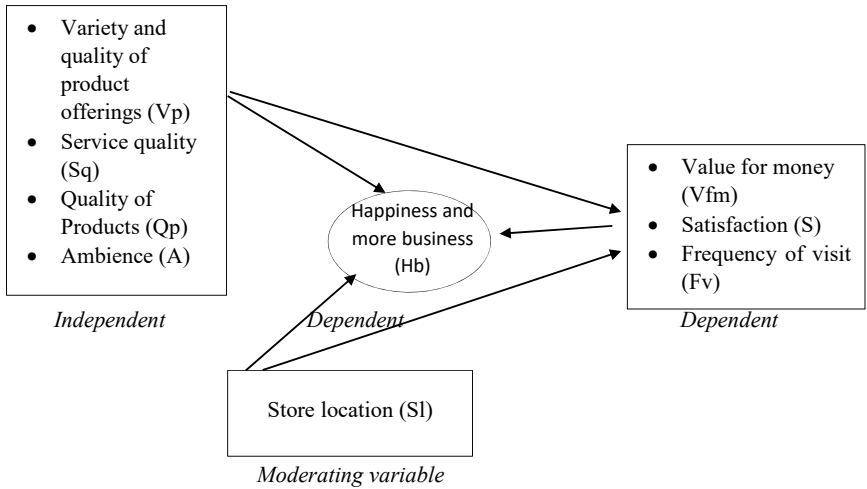 • Variety and
quality of
product
offerings (Vp)
• Service quality
(Sq)
• Quality of
Products (Qp)
• Ambience (A)
Independent
Happiness and
more business
(Hb)
Dependent
• Value for money
(Vfm)
• Satisfaction (S)
• Frequency of visit
(Fv)
Dependent
Store location (Sl)
Moderating variable